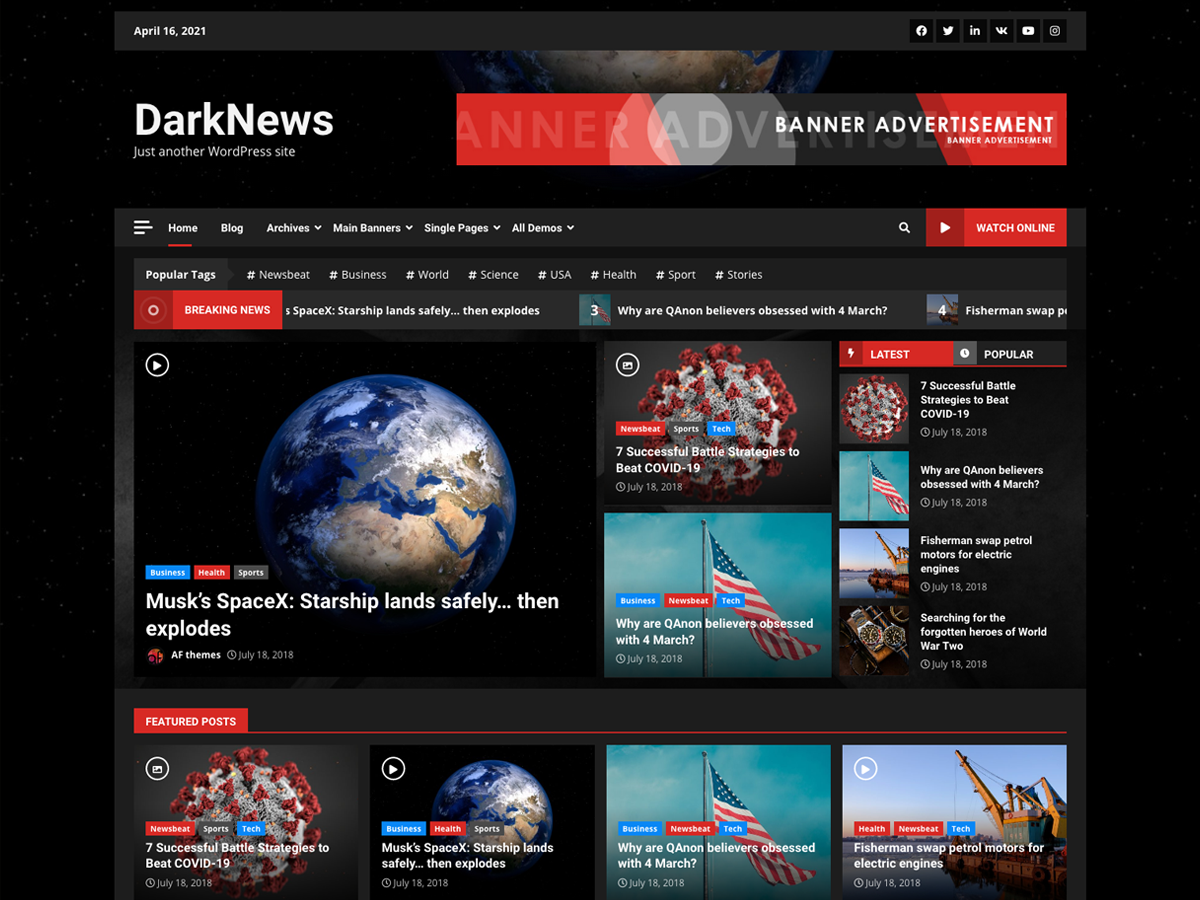 April 16, 2021
DarkNews
Just another WordPress site
BANNER ADVERTISEMENT
BANNER ADVERTISEMENT
BANNER ADVERTISEMENT
Home Blog Archives Main Banners Single Pages All Demos
WATCH ONLINE
Popular Tags # Newsbeat # Business # World # Science # USA # Health # Sport # Stories
BREAKING NEWS s SpaceX: Starship lands safely… then explodes 3 Why are QAnon believers obsessed with 4 March? 4 Fisherman swap
Business Health Sports
Musk’s SpaceX: Starship lands safely… then
explodes
AF themes July 18, 2018
Newsbeat Sports Tech
7 Successful Battle Strategies to
Beat COVID-19
July 18, 2018
Business Newsbeat Tech
Why are QAnon believers obsessed
with 4 March?
July 18, 2018
LATEST POPULAR
7 Successful Battle
Strategies to Beat
COVID-19
July 18, 2018
Why are QAnon believers
obsessed with 4 March?
July 18, 2018
Fisherman swap petrol
motors for electric
engines
July 18, 2018
Searching for the
forgotten heroes of World
War Two
July 18, 2018
FEATURED POSTS
Newsbeat Sports Tech
7 Successful Battle Strategies to
Beat COVID-19
July 18, 2018
Business Health Sports
Musk’s SpaceX: Starship lands
safely… then explodes
July 18, 2018
Business Newsbeat Tech
Why are QAnon believers obsessed
with 4 March?
July 18, 2018
Health Newsbeat Tech
Fisherman swap petrol motors for
electric engines
July 18, 2018